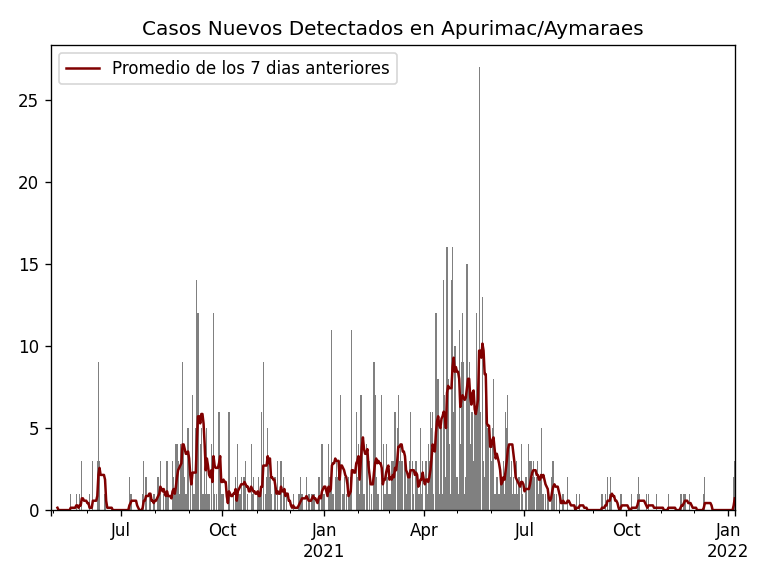 Casos Nuevos Detectados en Apurimac/Aymaraes
Promedio de los 7 dias anteriores
25
20
15
10
5
0
Jul Oct Jan Apr Jul Oct Jan
2021 2022